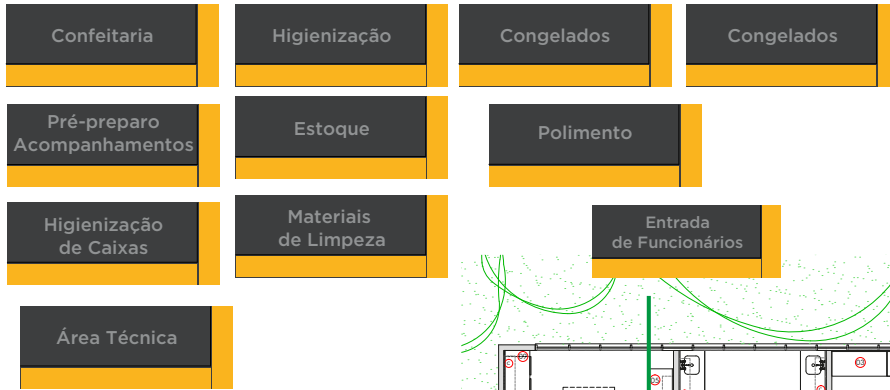 Confeitaria
Higienização
Congelados
Congelados
Pré-preparo
Acompanhamentos
Estoque
Polimento
Higienização
de Caixas
Materiais
de Limpeza
Entrada
de Funcionários
Área Técnica